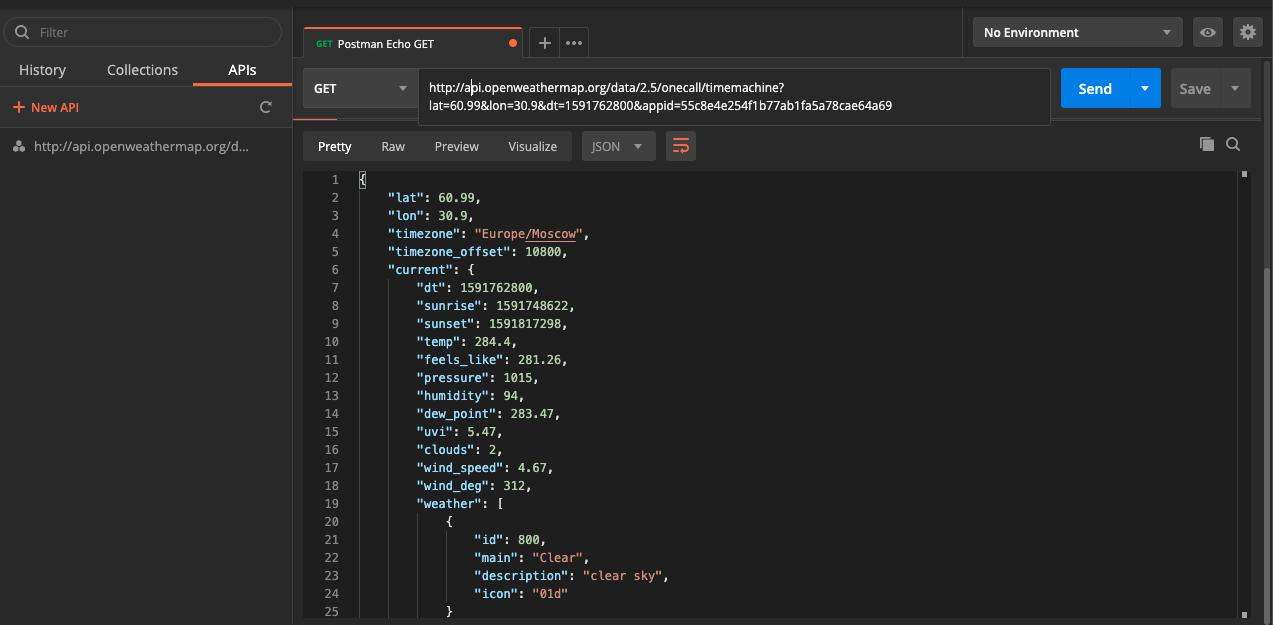 Filter
History Collections APIs
+ New API
http://api.openweathermap.org/d...
GET Postman Echo GET
No Environment
GET
http://api.openweathermap.org/data/2.5/onecall/timemachine?
lat=60.99&lon=30.9&dt=1591762800&appid=55c8e4e254f1b77ab1fa5a78cae64a69
Send
Save
Pretty Raw Preview Visualize JSON
1 {
2 "lat": 60.99,
3 "lon": 30.9,
4 "timezone": "Europe/Moscow",
5 "timezone_offset": 10800,
6 "current": {
7 "dt": 1591762800,
8 "sunrise": 1591748622,
9 "sunset": 1591817298,
10 "temp": 284.4,
11 "feels_like": 281.26,
12 "pressure": 1015,
13 "humidity": 94,
14 "dew_point": 283.47,
15 "uvi": 5.47,
16 "clouds": 2,
17 "wind_speed": 4.67,
18 "wind_deg": 312,
19 "weather": [
20 {
21 "id": 800,
22 "main": "Clear",
23 "description": "clear sky",
24 "icon": "01d"
25 }